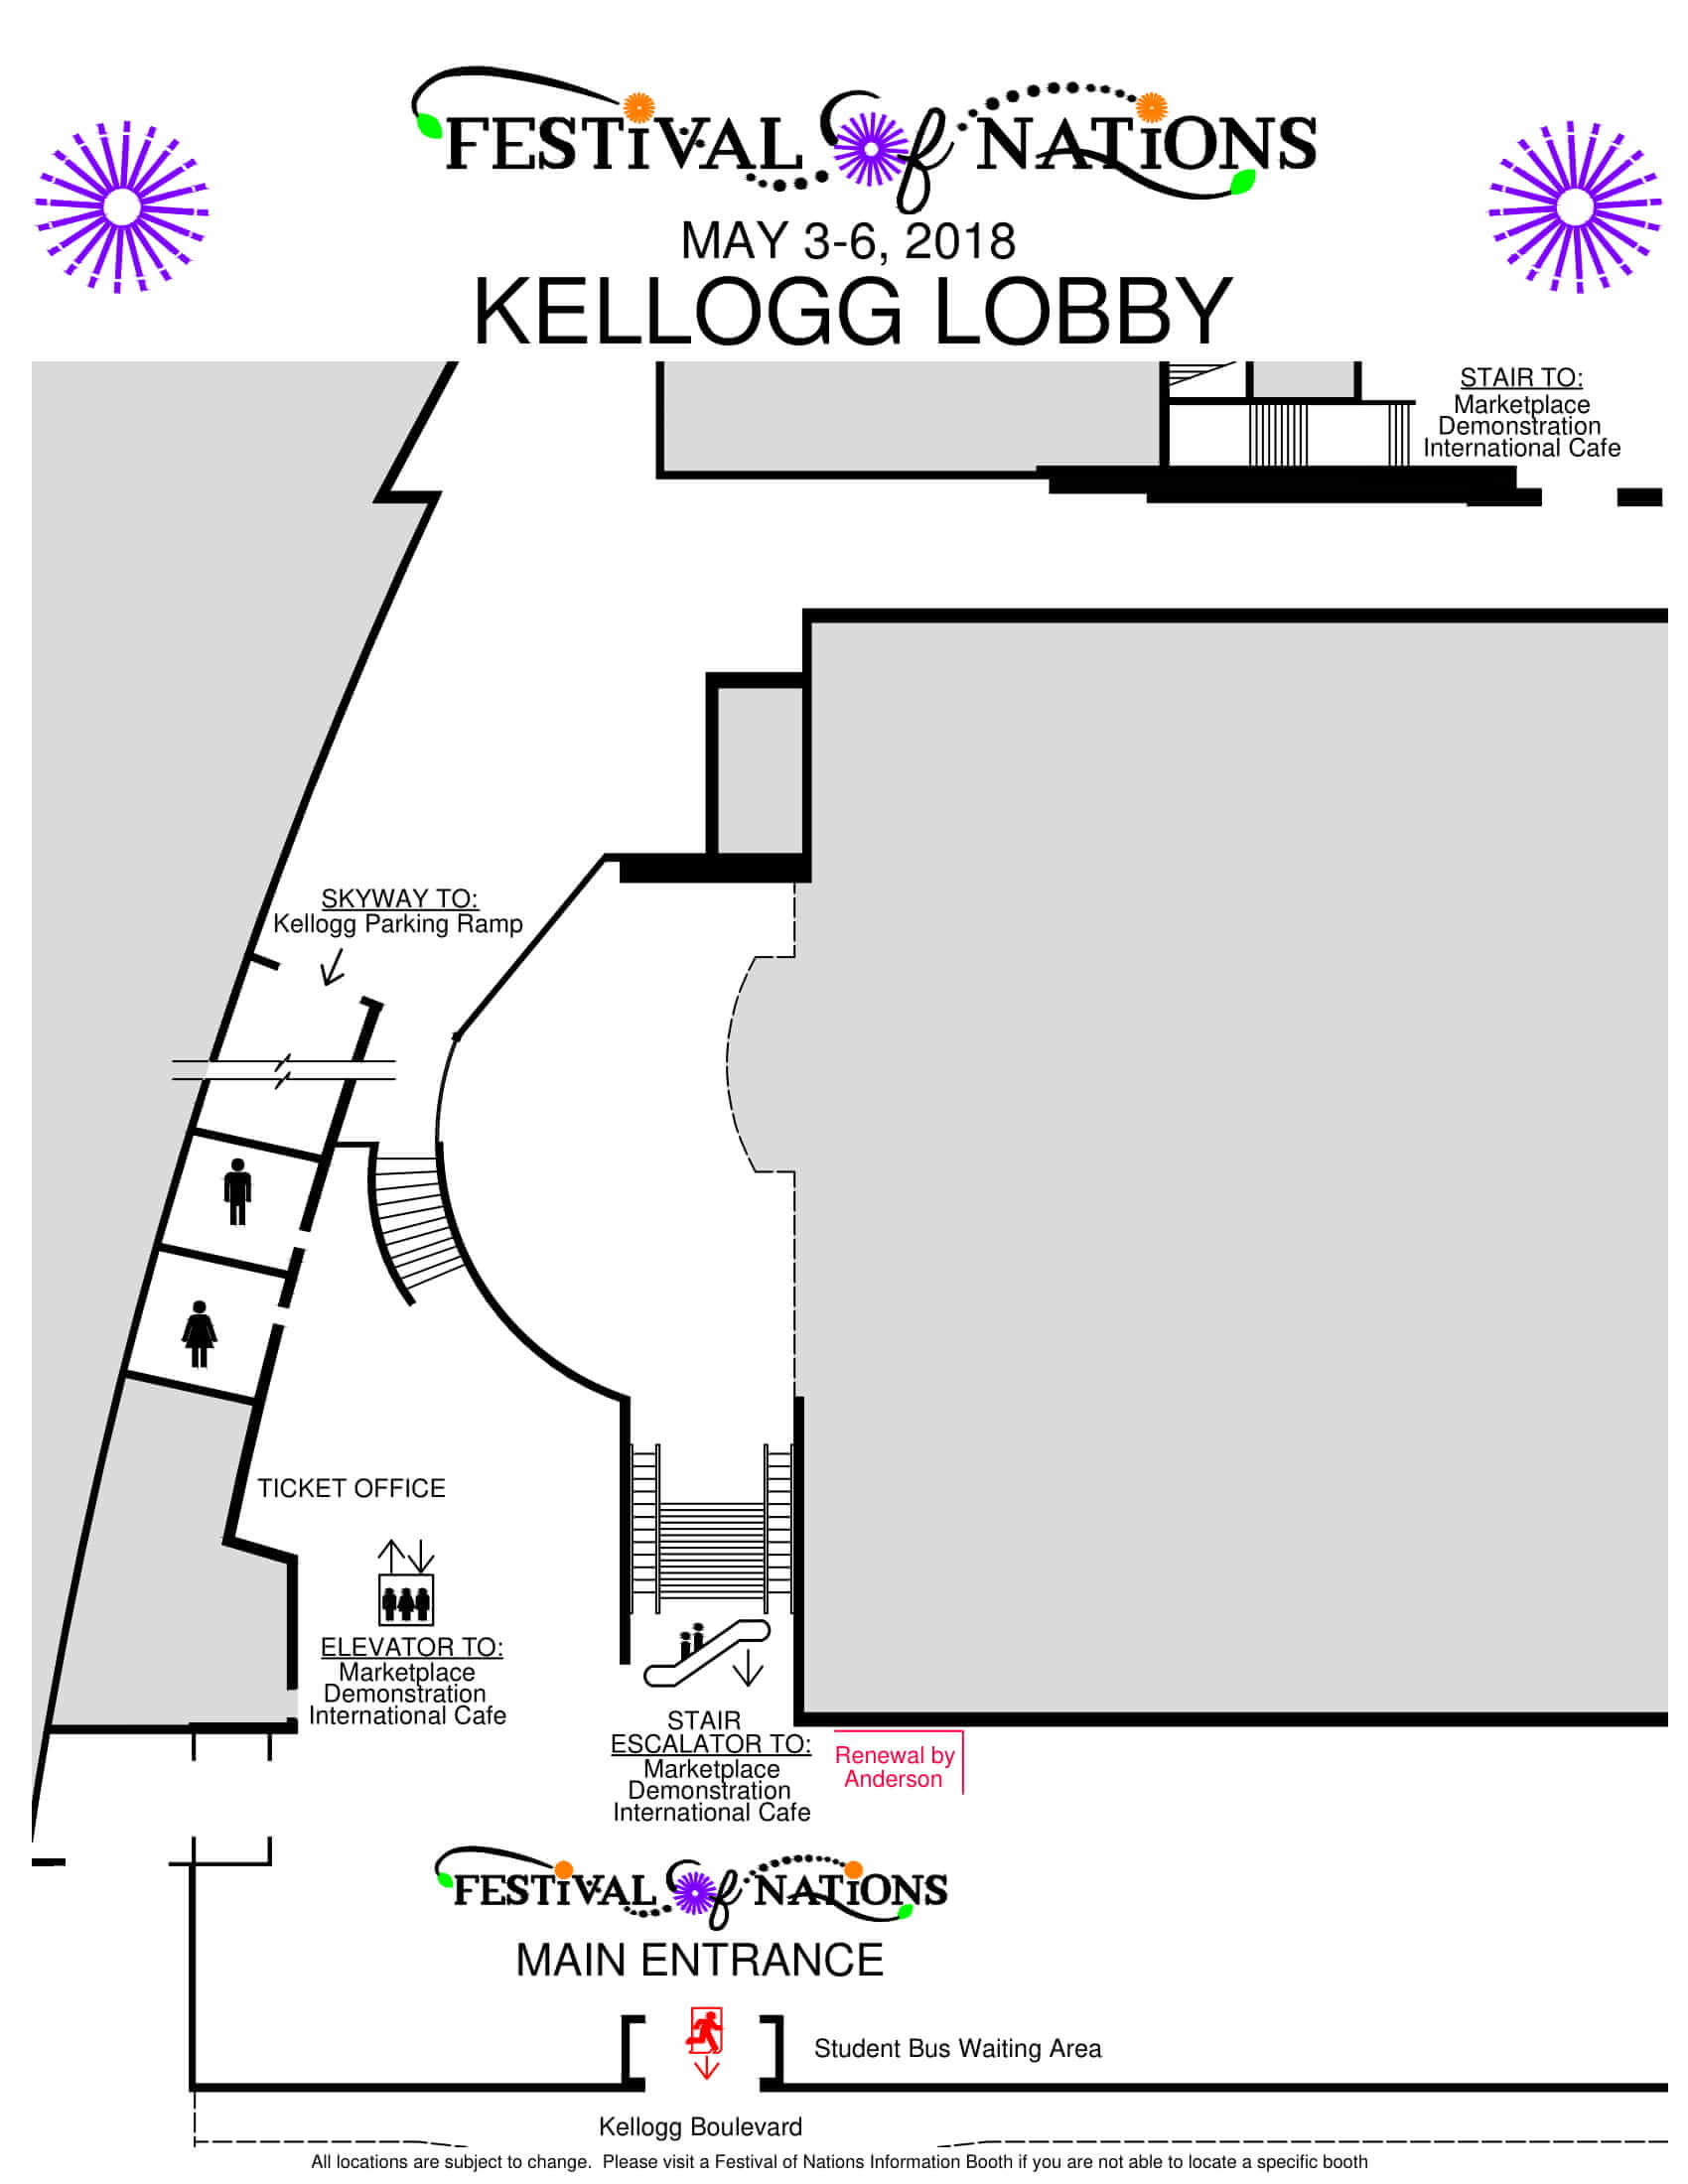 FESTiVAL Of NATiONS
MAY 3-6, 2018
KELLOGG LOBBY
STAIR TO:
Marketplace
Demonstration
International Cafe
SKYWAY TO:
Kellogg Parking Ramp
TICKET OFFICE
ELEVATOR TO:
Marketplace
Demonstration
International Cafe
STAIR
ESCALATOR TO:
Marketplace
Demonstration
International Cafe
Renewal by
Anderson
FESTiVAL Of NATiONS
MAIN ENTRANCE
Student Bus Waiting Area
Kellogg Boulevard
All locations are subject to change.  Please visit a Festival of Nations Information Booth if you are not able to locate a specific booth